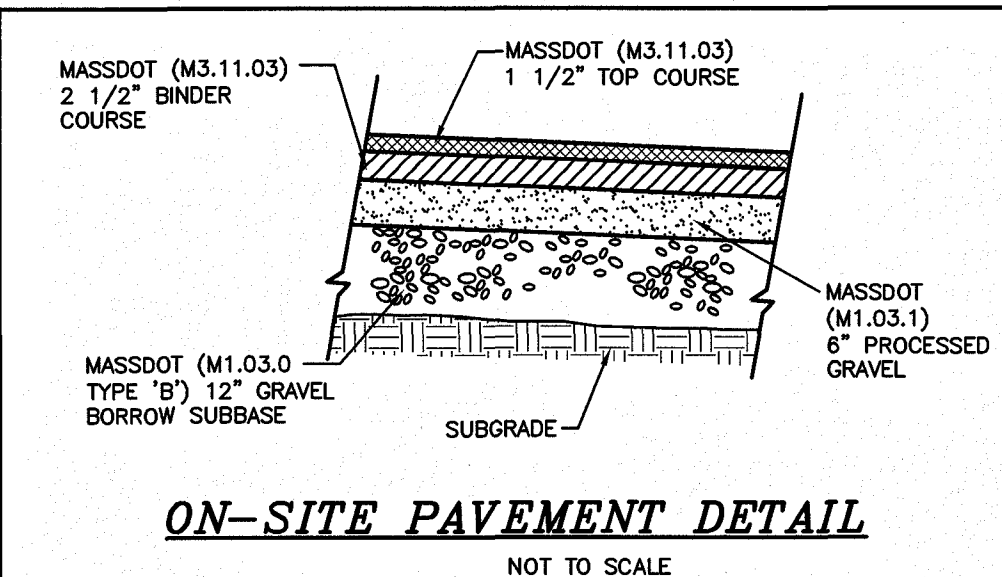 MASSDOT (M3.11.03)
2 1/2" BINDER
COURSE
MASSDOT (M3.11.03)
1 1/2" TOP COURSE
MASSDOT
(M1.03.1)
6" PROCESSED
GRAVEL
MASSDOT (M1.03.0
TYPE 'B') 12" GRAVEL
BORROW SUBBASE
SUBGRADE
ON-SITE PAVEMENT DETAIL
NOT TO SCALE